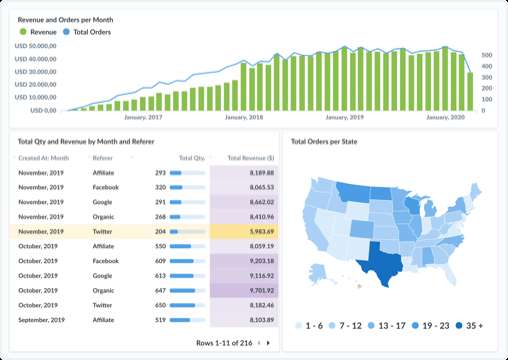 Revenue and Orders per Month
Revenue Total Orders
USD 50.000,00
USD 40.000,00
USD 30.000,00
USD 20.000,00
USD 10.000,00
USD 0.00
500
400
300
200
100
0
January, 2017 January, 2018 January, 2019 January, 2020
Total Qty and Revenue by Month and Referer
Created At: Month Referer Total Qty. Total Revenue ($)
November, 2019 Affiliate 293 8,189.88
November, 2019 Facebook 320 8,065.53
November, 2019 Google 291 8,662.02
November, 2019 Organic 268 8,410.96
November, 2019 Twitter 204 5,983.69
October, 2019 Affiliate 550 8,059.19
October, 2019 Facebook 609 9,203.18
October, 2019 Google 613 9,116.92
October, 2019 Organic 647 9,701.92
October, 2019 Twitter 650 8,182.46
September, 2019 Affiliate 519 8,103.89
Rows 1-11 of 216
Total Orders per State
1 - 6 7 - 12 13 - 17 19 - 23 35 +